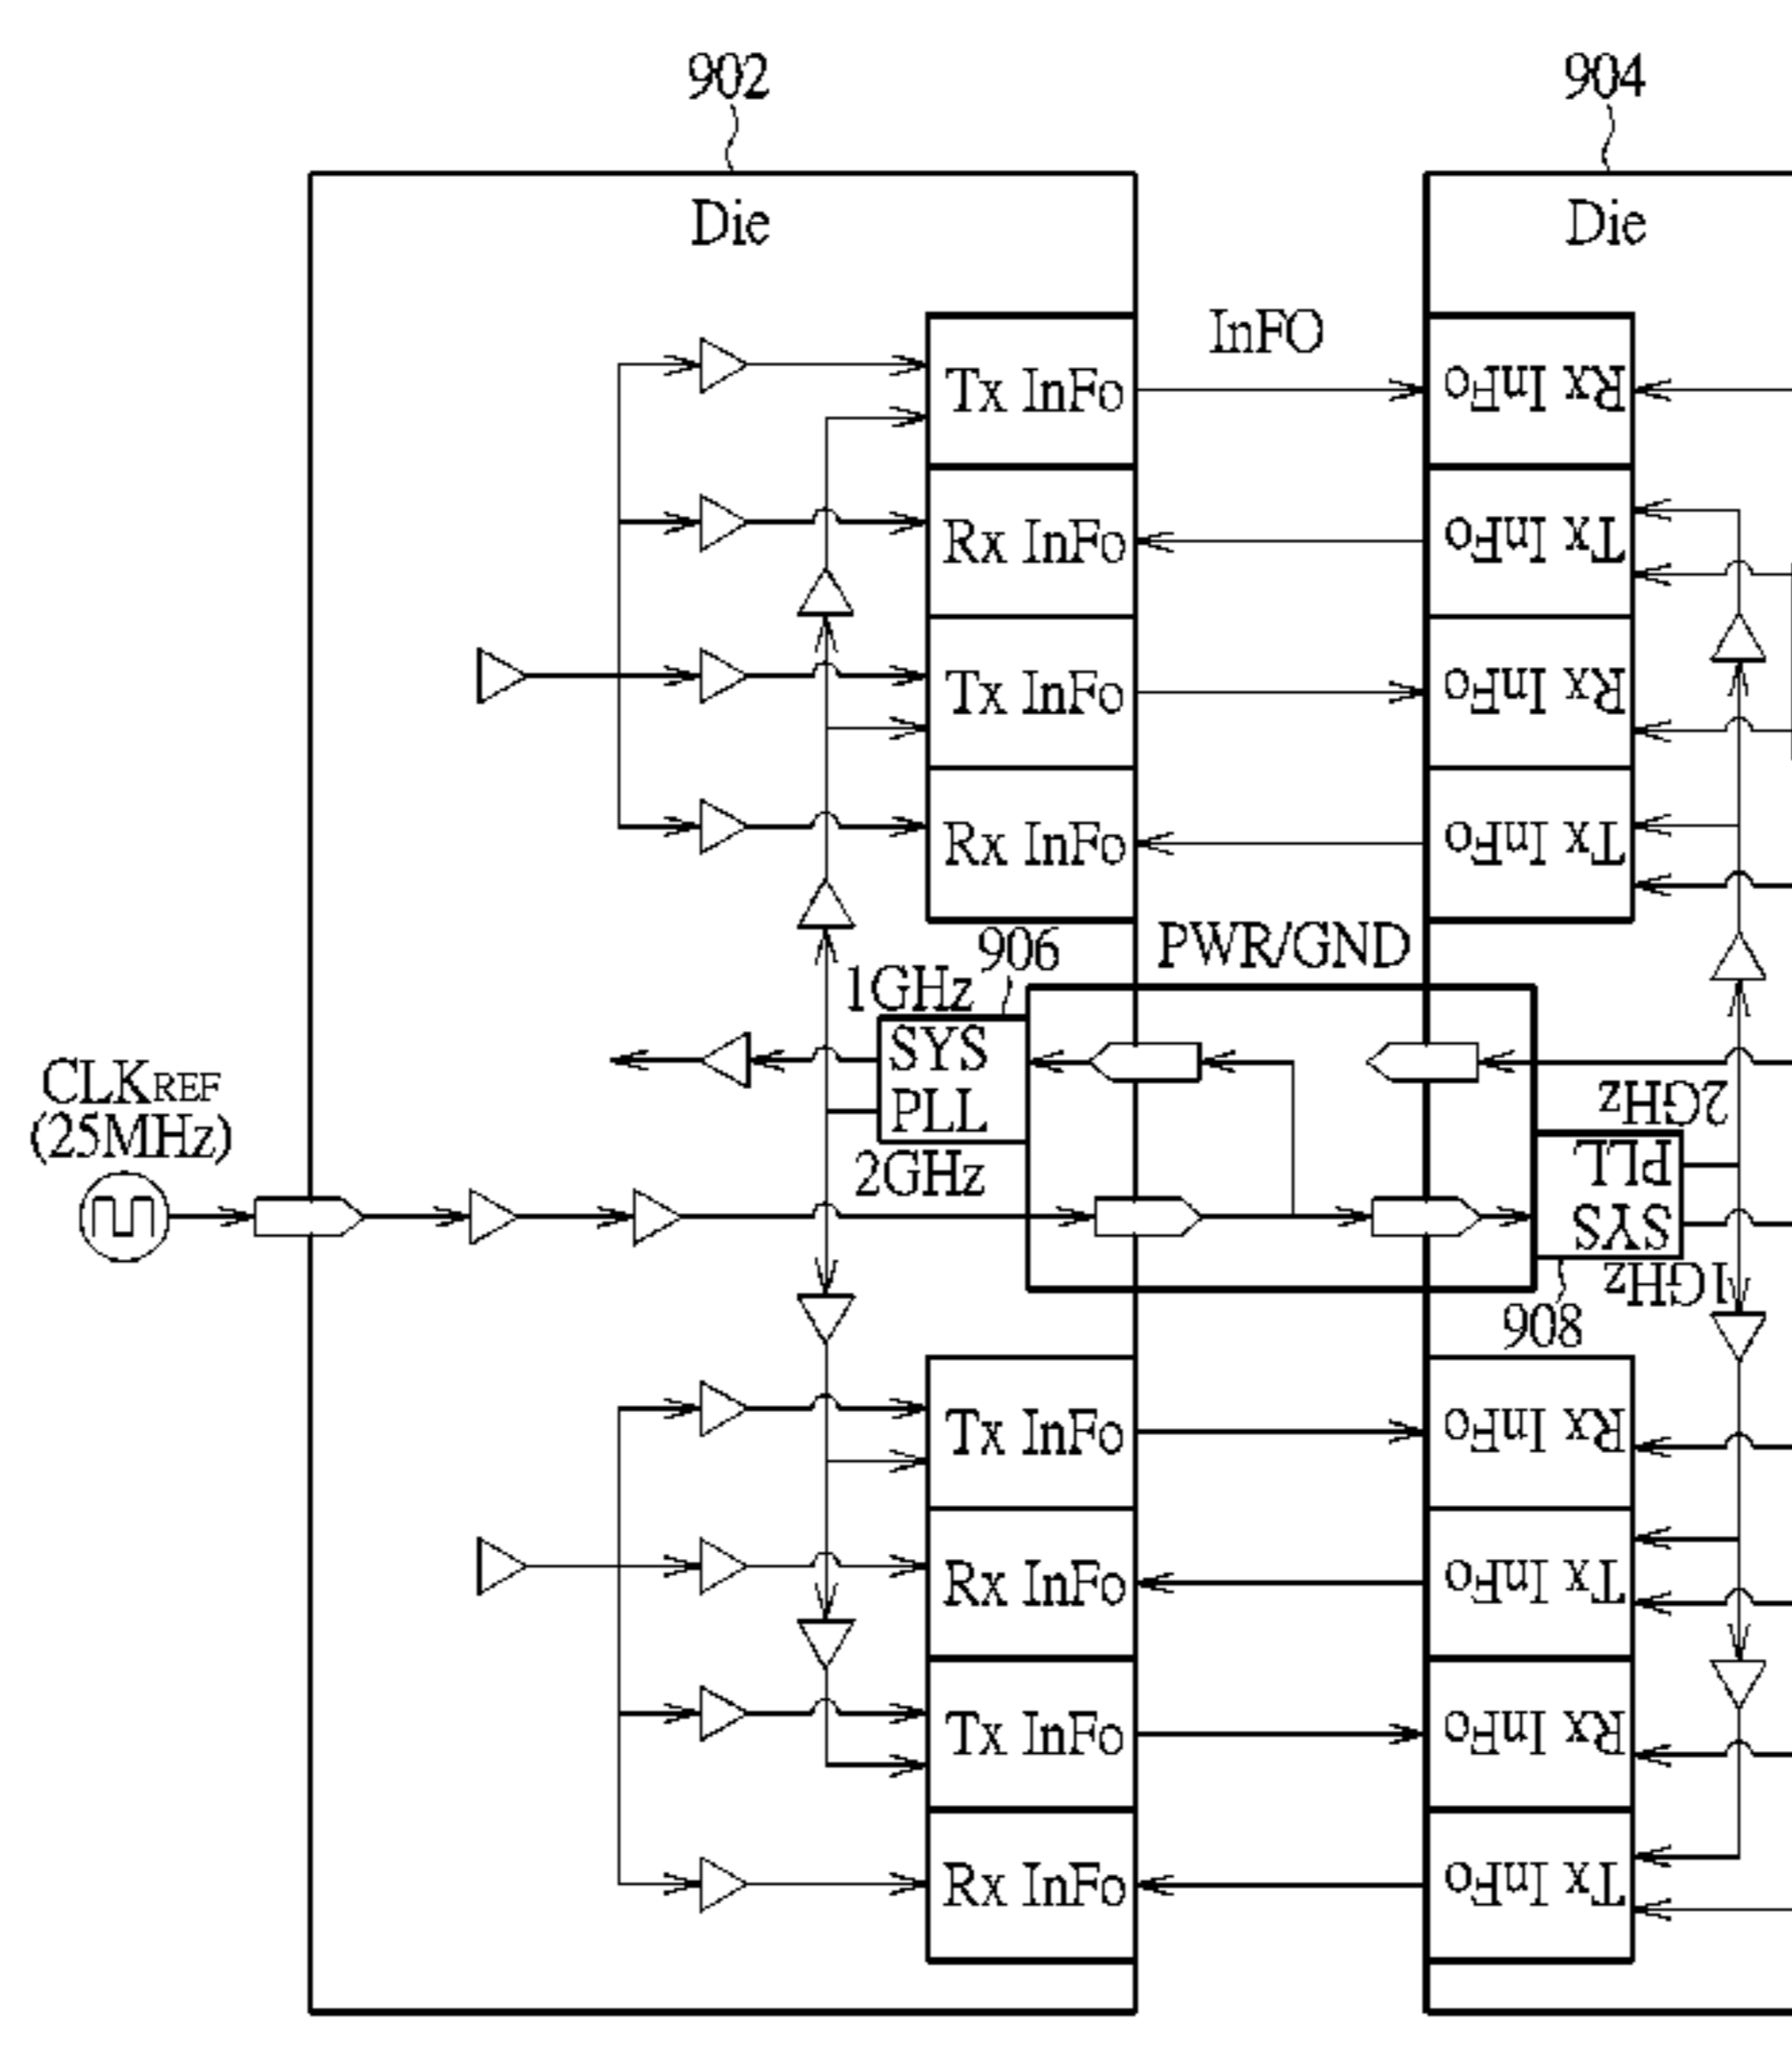 902
904
Die
Die
InFO
Tx InFo
Rx InFo
Rx InFo
Tx InFo
Tx InFo
Rx InFo
Rx InFo
Tx InFo
906
PWR/GND
1GHz
SYS
PLL
2GHz
CLKREF
(25MHz)
2GHz
PLL
SYS
1GHz
908
Tx InFo
Rx InFo
Rx InFo
Tx InFo
Tx InFo
Rx InFo
Rx InFo
Tx InFo